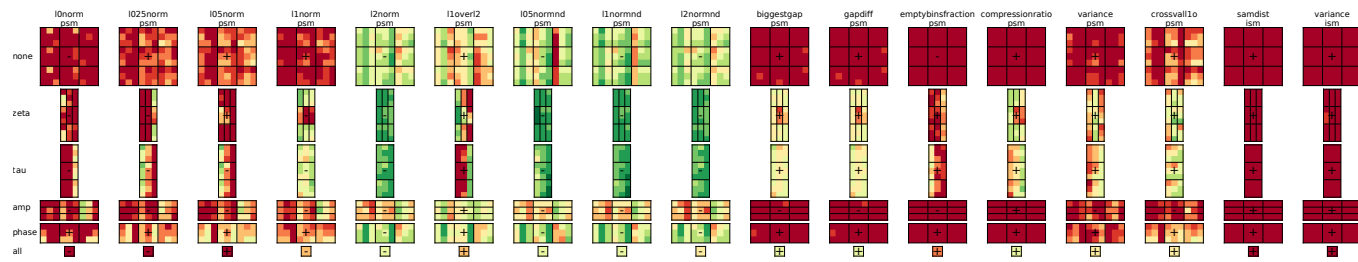 l0norm l025norm l05norm l1norm l2norm l1overl2 l05normnd l1normnd l2normnd biggestgap gapdiff emptybinsfraction compressionratio variance crossvall1o samdist variance
psm psm psm psm psm psm psm psm psm psm psm psm psm psm psm ism ism
none - + + - - + - - - + + - + + + + +
zeta - - + - - + - - - + + + + + + + +
tau - - - - - + - - - + + + + + + + +
amp - - - - - + - - - - - - + + + + +
phase + + + + - + - - - + + + + + + + +
all - - + - - + - - - + + + + + + + +